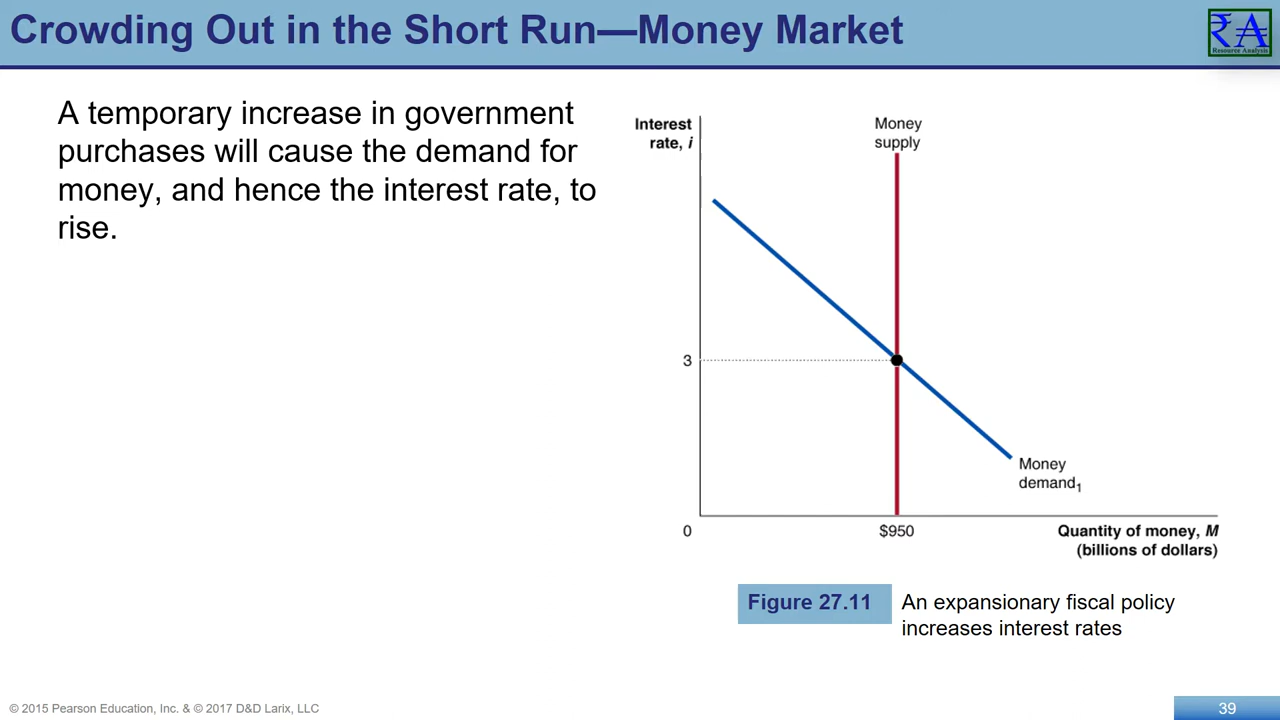 Crowding Out in the Short Run—Money Market
₹A
Resource Analysis
A temporary increase in government
purchases will cause the demand for
money, and hence the interest rate, to
rise.
Interest
rate, i
Money
supply
3
Money
demand1
0
$950
Quantity of money, M
(billions of dollars)
Figure 27.11
An expansionary fiscal policy
increases interest rates
© 2015 Pearson Education, Inc. & © 2017 D&D Larix, LLC
39